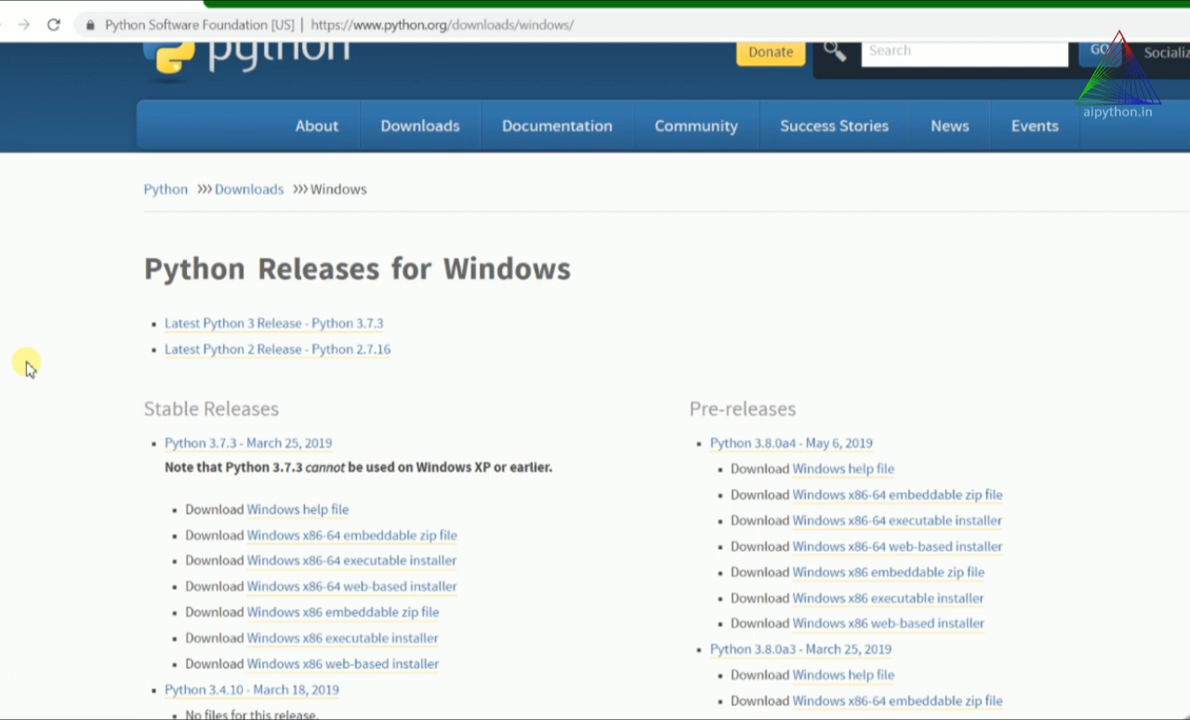 Python Software Foundation [US] | https://www.python.org/downloads/windows/
python
Donate
Search
GO
Socializ
aipython.in
About
Downloads
Documentation
Community
Success Stories
News
Events
Python >>> Downloads >>> Windows
Python Releases for Windows
Latest Python 3 Release - Python 3.7.3
Latest Python 2 Release - Python 2.7.16
Stable Releases
Python 3.7.3 - March 25, 2019
Note that Python 3.7.3 cannot be used on Windows XP or earlier.
Download Windows help file
Download Windows x86-64 embeddable zip file
Download Windows x86-64 executable installer
Download Windows x86-64 web-based installer
Download Windows x86 embeddable zip file
Download Windows x86 executable installer
Download Windows x86 web-based installer
Python 3.4.10 - March 18, 2019
No files for this release.
Pre-releases
Python 3.8.0a4 - May 6, 2019
Download Windows help file
Download Windows x86-64 embeddable zip file
Download Windows x86-64 executable installer
Download Windows x86-64 web-based installer
Download Windows x86 embeddable zip file
Download Windows x86 executable installer
Download Windows x86 web-based installer
Python 3.8.0a3 - March 25, 2019
Download Windows help file
Download Windows x86-64 embeddable zip file